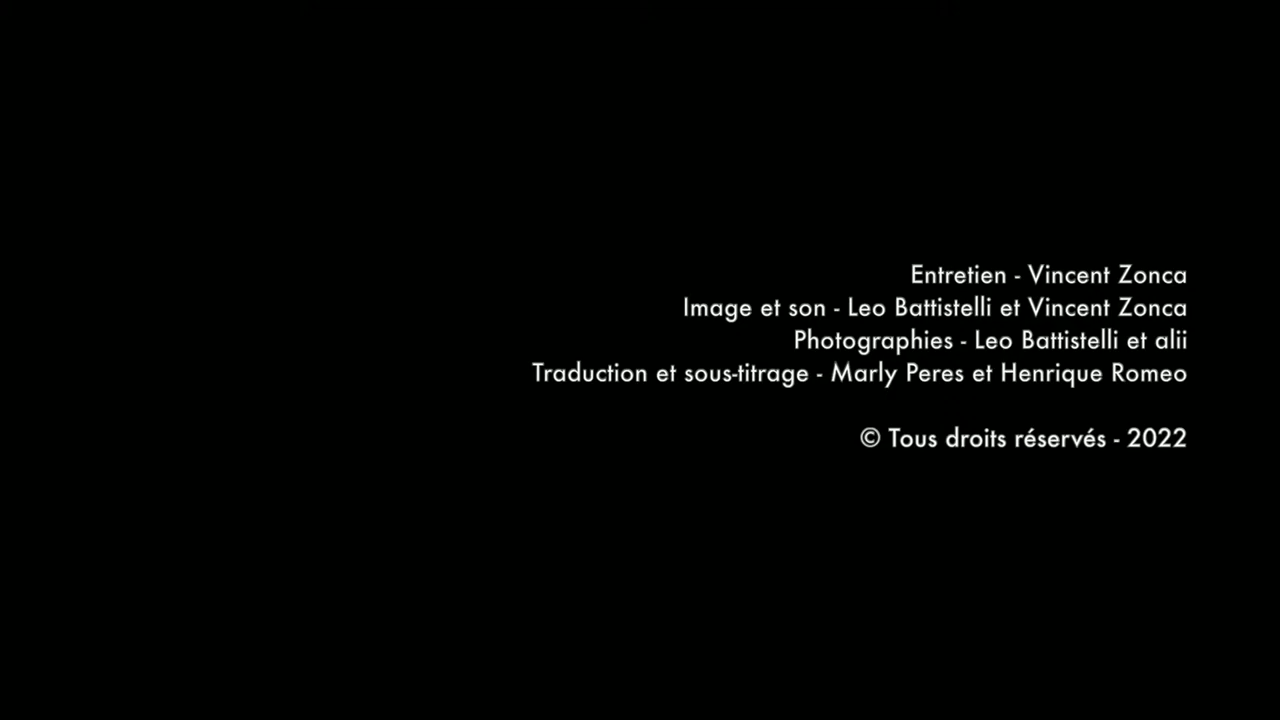 Entretien - Vincent Zonca
Image et son - Leo Battistelli et Vincent Zonca
Photographies - Leo Battistelli et alii
Traduction et sous-titrage - Marly Peres et Henrique Romeo
© Tous droits réservés - 2022